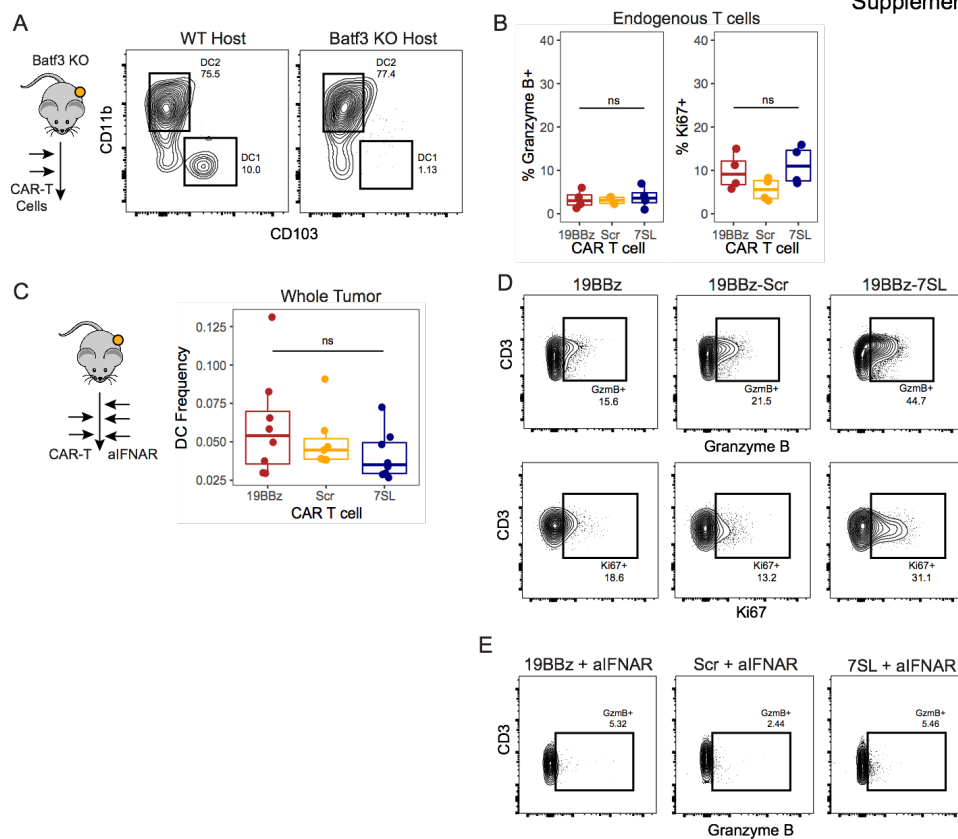 Supplemen
A
WT Host
Batf3 KO Host
Batf3 KO
CAR-T
Cells
CD11b
DC2
75.5
DC1
10.0
DC2
77.4
DC1
1.13
CD103
B
Endogenous T cells
% Granzyme B+
40
30
20
10
0
ns
19BBz Scr 7SL
CAR T cell
% Ki67+
40
30
20
10
0
ns
19BBz Scr 7SL
CAR T cell
C
CAR-T aIFNAR
Whole Tumor
DC Frequency
0.125
0.100
0.075
0.050
0.025
ns
19BBz Scr 7SL
CAR T cell
D
19BBz
19BBz-Scr
19BBz-7SL
CD3
GzmB+
15.6
GzmB+
21.5
GzmB+
44.7
Granzyme B
CD3
Ki67+
18.6
Ki67+
13.2
Ki67+
31.1
Ki67
E
19BBz + aIFNAR
Scr + aIFNAR
7SL + aIFNAR
CD3
GzmB+
5.32
GzmB+
2.44
GzmB+
5.46
Granzyme B